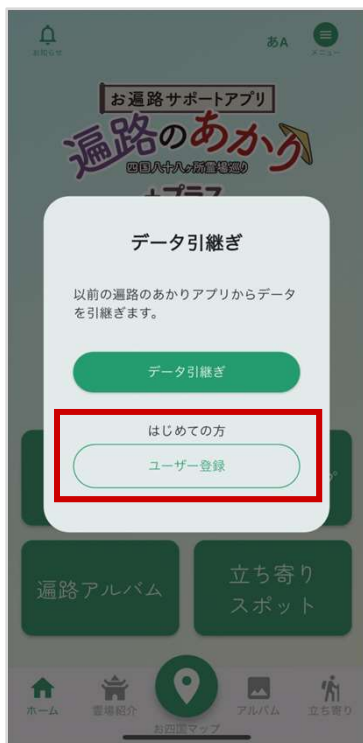 お知らせ
あA
メニュー
お遍路サポートアプリ
遍路のあかり
四国八十八ヶ所霊場巡り
+プラス
データ引継ぎ
以前の遍路のあかりアプリからデータ
を引継ぎます。
データ引継ぎ
はじめての方
ユーザー登録
遍路アルバム
立ち寄り
スポット
ホーム
霊場紹介
お四国マップ
アルバム
立ち寄り